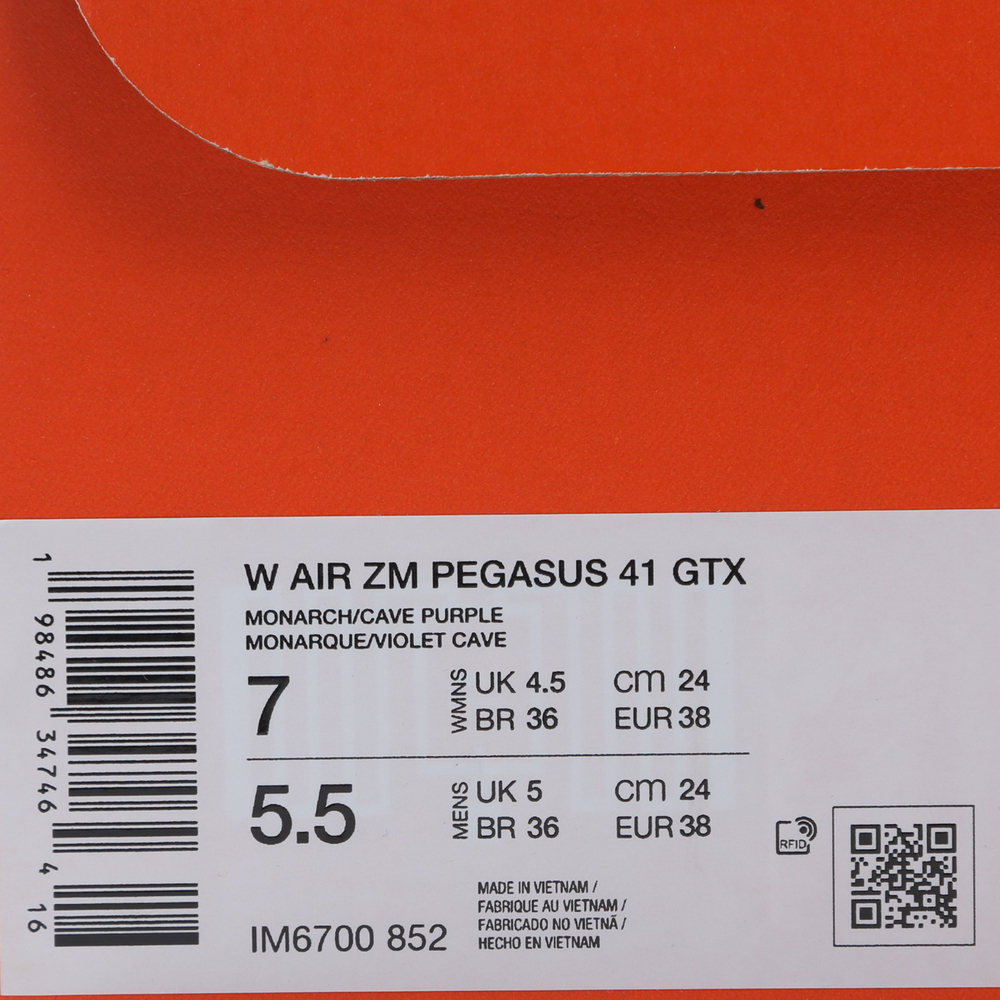 W AIR ZM PEGASUS 41 GTX
MONARCH/CAVE PURPLE
MONARQUE/VIOLET CAVE
7
WMNS
UK 4.5 CM 24
BR 36 EUR 38
5.5
MENS
UK 5 CM 24
BR 36 EUR 38
MADE IN VIETNAM /
FABRIQUE AU VIETNAM /
FABRICADO NO VIETNÃ /
HECHO EN VIETNAM
IM6700 852
RFID
1 98486 34746 4 16